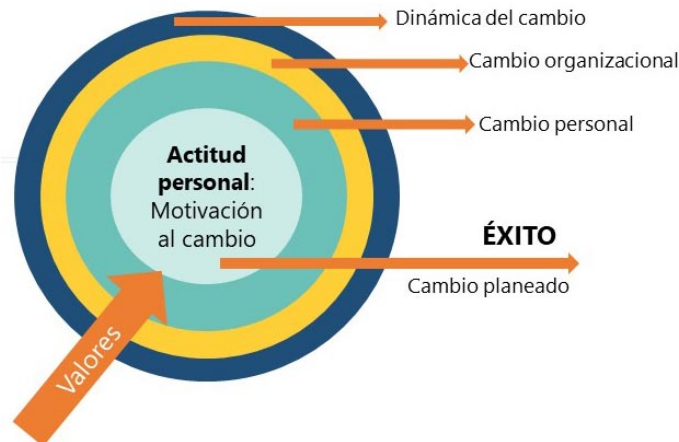 Dinámica del cambio
Cambio organizacional
Cambio personal
Actitud
personal:
Motivación
al cambio
ÉXITO
Cambio planeado
Valores